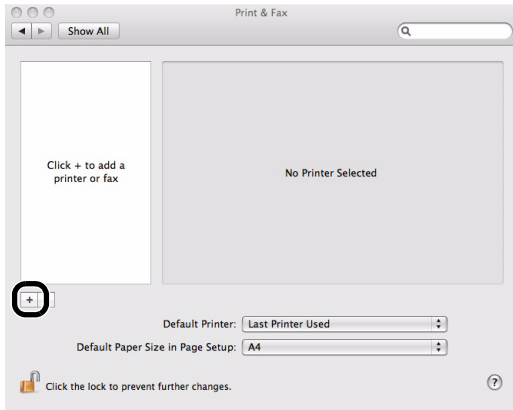 Print & Fax
Show All
Click + to add a
printer or fax
No Printer Selected
+
Default Printer: Last Printer Used
Default Paper Size in Page Setup: A4
Click the lock to prevent further changes.
?